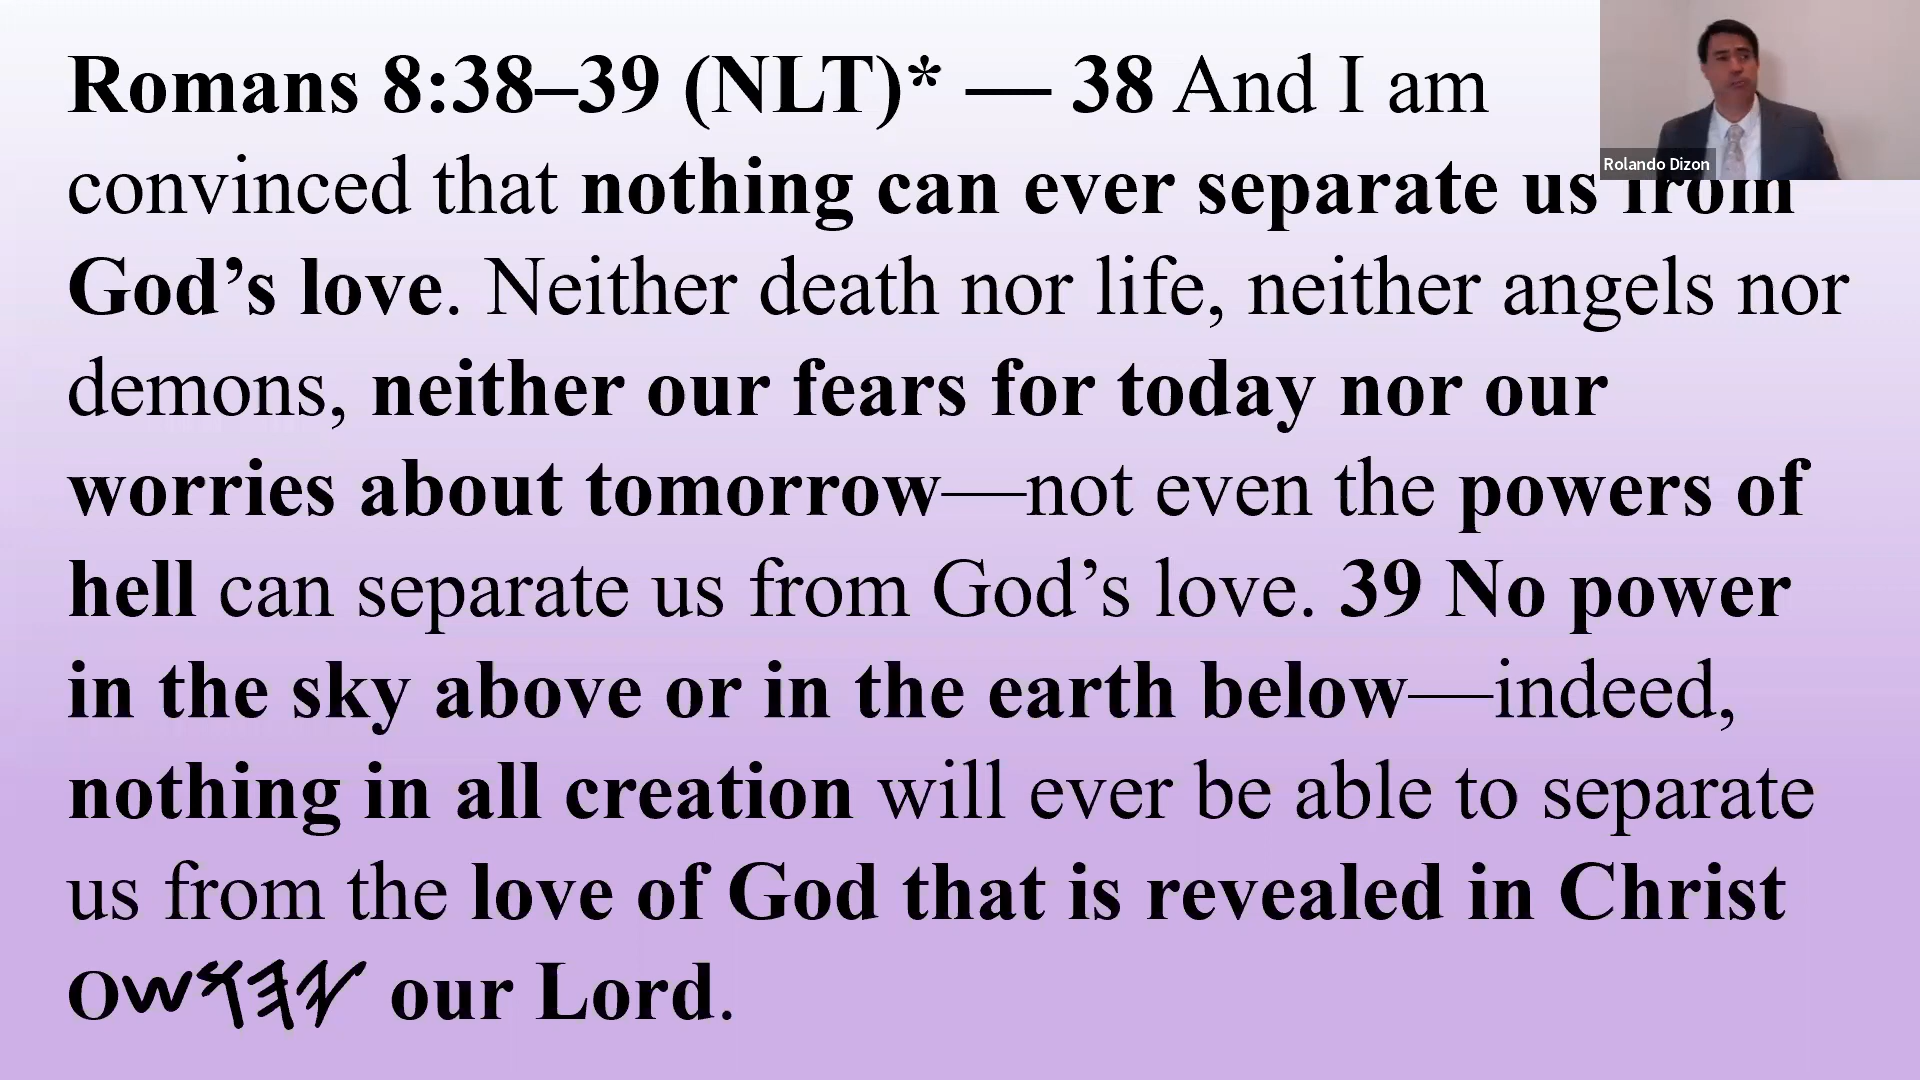 Romans 8:38–39 (NLT)* — 38 And I am
convinced that nothing can ever separate us from
God’s love. Neither death nor life, neither angels nor
demons, neither our fears for today nor our
worries about tomorrow—not even the powers of
hell can separate us from God’s love. 39 No power
in the sky above or in the earth below—indeed,
nothing in all creation will ever be able to separate
us from the love of God that is revealed in Christ
𐤉𐤄𐤅𐤔𐤏 our Lord.
Rolando Dizon